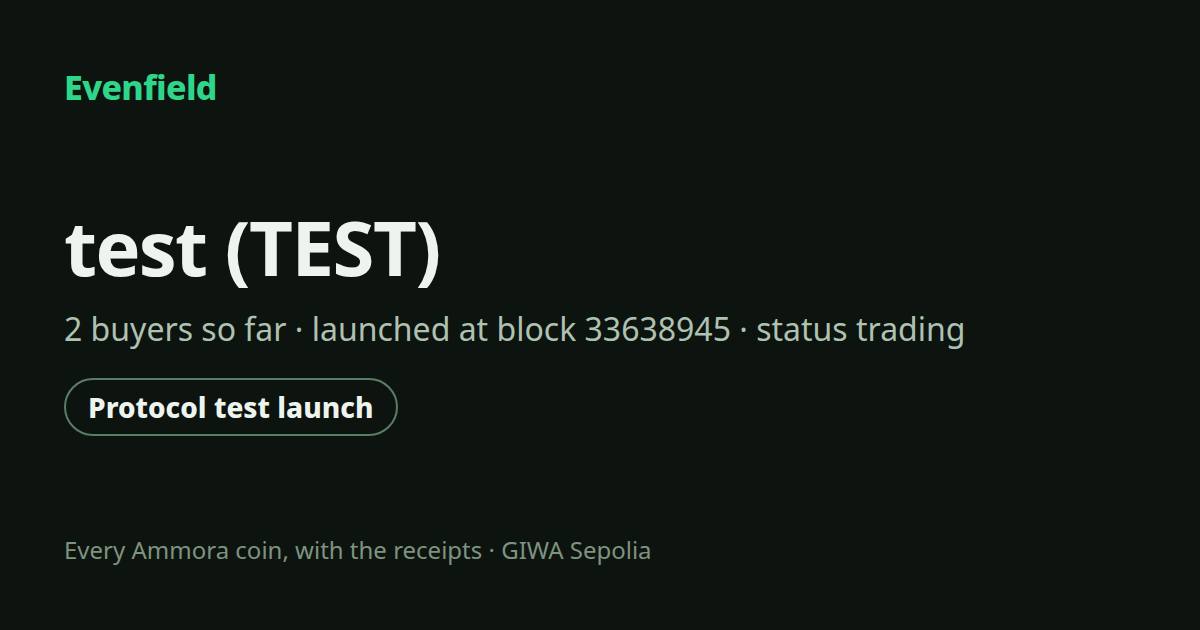 Evenfield
test (TEST)
2 buyers so far · launched at block 33638945 · status trading
Protocol test launch
Every Ammora coin, with the receipts · GIWA Sepolia